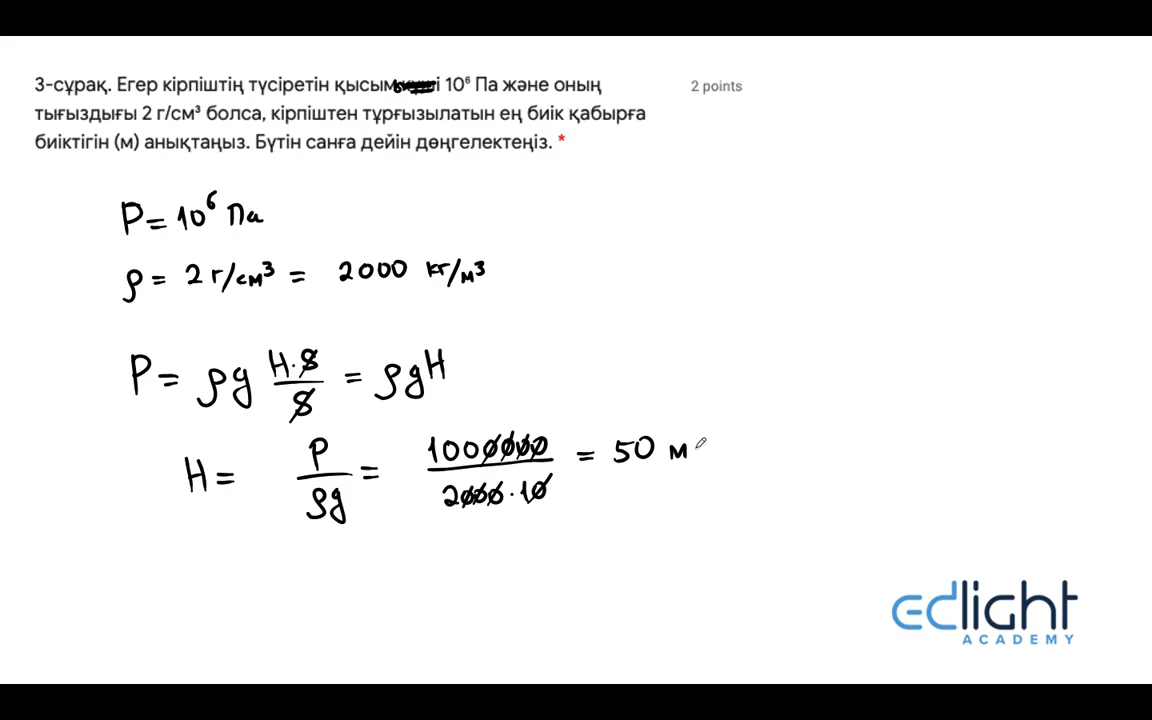 3-сұрақ. Егер кірпіштің түсіретін қысым і 10⁶ Па және оның
2 points
тығыздығы 2 г/см³ болса, кірпіштен тұрғызылатын ең биік қабырға
биіктігін (м) анықтаңыз. Бүтін санға дейін дөңгелектеңіз. *
P = 10⁶ Па
ρ = 2 г/см³ = 2000 кг/м³
P = ρg H·S/S = ρgH
H = P/ρg = 1000000/2000·10 = 50 м
edlight
ACADEMY